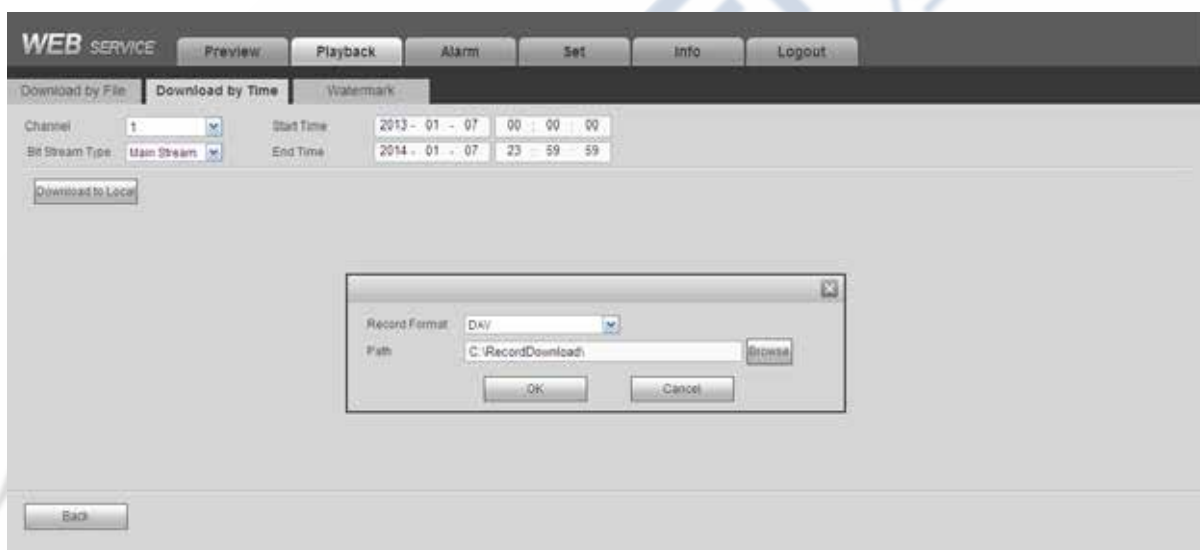 WEB SERVICE Preview Playback Alarm Set Info Logout
Download by File Download by Time Watermark
Channel 1 Start Time 2013 - 01 - 07 00 : 00 : 00
Bit Stream Type Main Stream End Time 2014 - 01 - 07 23 : 59 : 59
Download to Local
Record Format DAV
Path C:\RecordDownload\ Browse
OK Cancel
Back